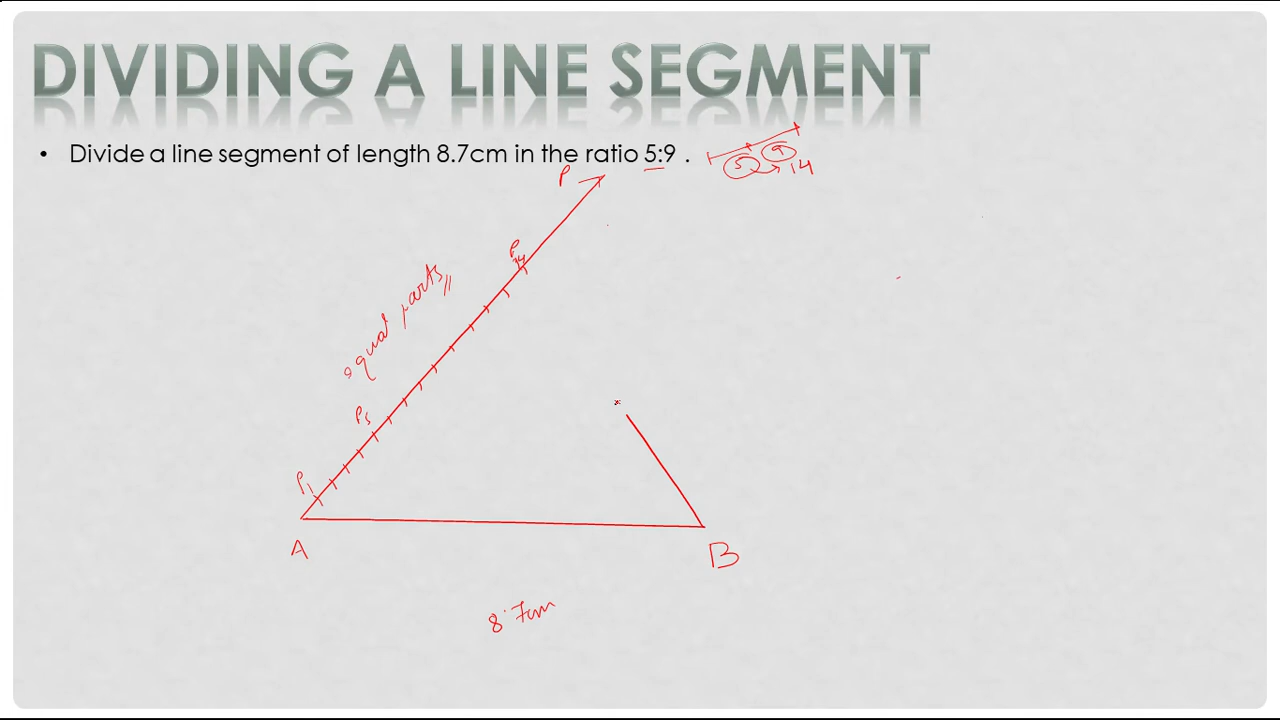 DIVIDING A LINE SEGMENT
• Divide a line segment of length 8.7cm in the ratio 5:9 .
5 9 14
P
P14
equal parts
P5
P1
A
B
8.7cm